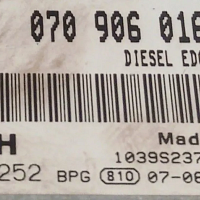 070 906 016
DIESEL EDC
H
Mad
1039S237
252 BPG B10 07-06